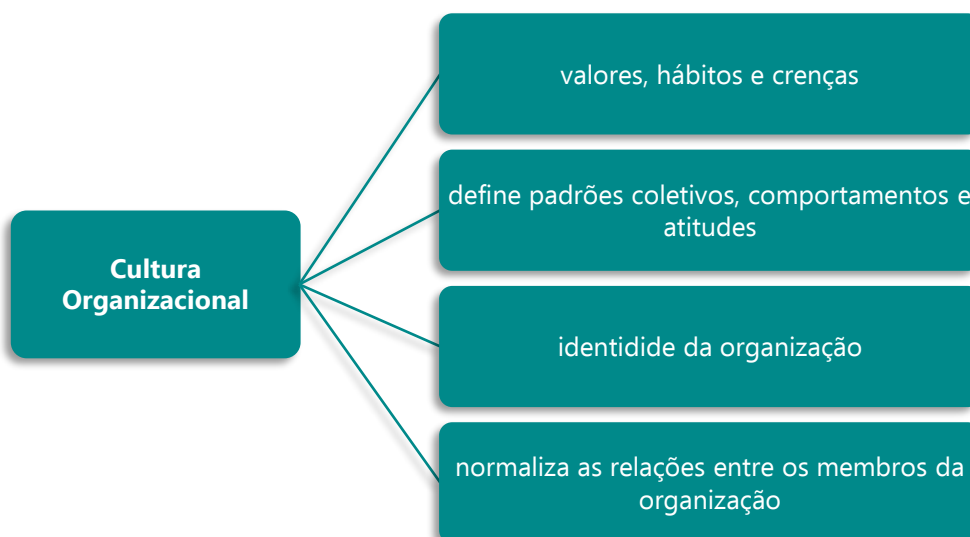 Cultura
Organizacional
valores, hábitos e crenças
define padrões coletivos, comportamentos e
atitudes
identidide da organização
normaliza as relações entre os membros da
organização